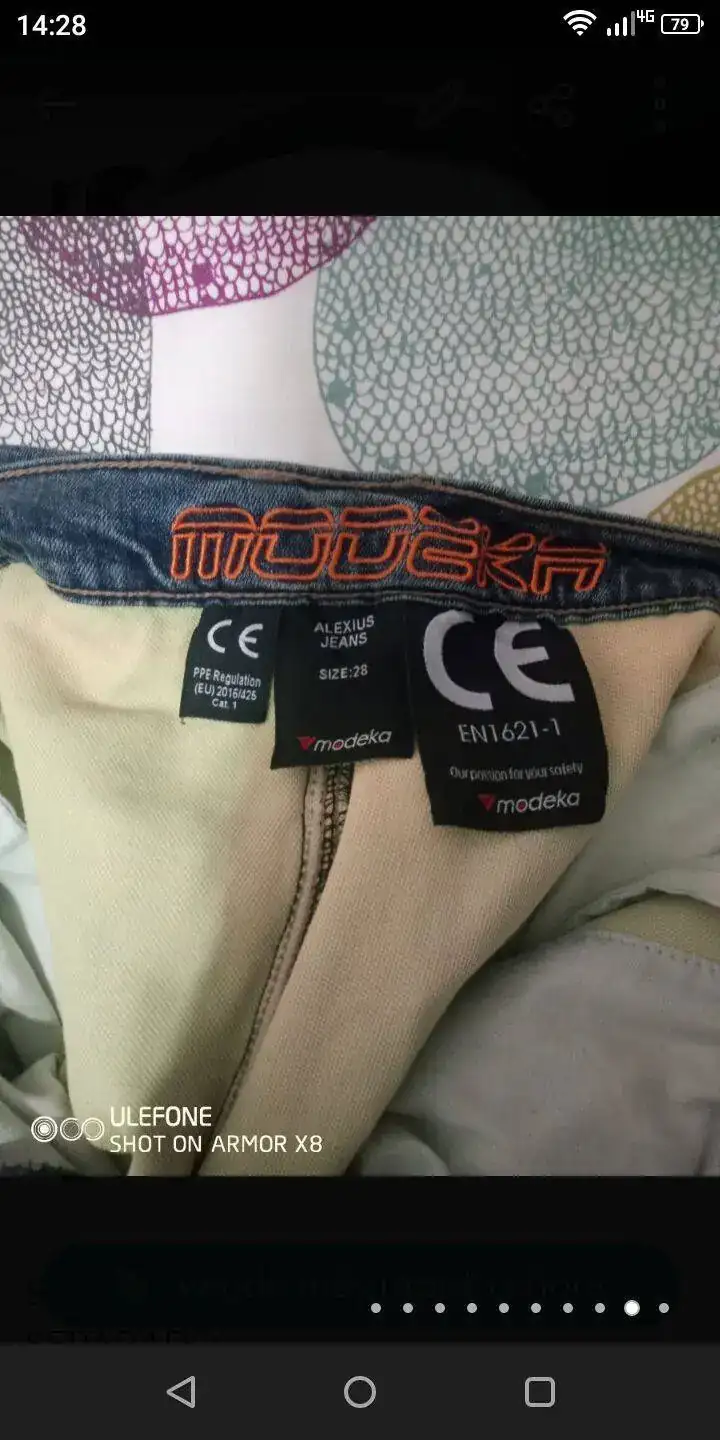 14:28
4G
79
MODEKA
CE
PPE Regulation
(EU) 2016/425
Cat. 1
ALEXIUS
JEANS
SIZE:28
modeka
CE
EN1621-1
Our passion for your safety
modeka
ULEFONE
SHOT ON ARMOR X8